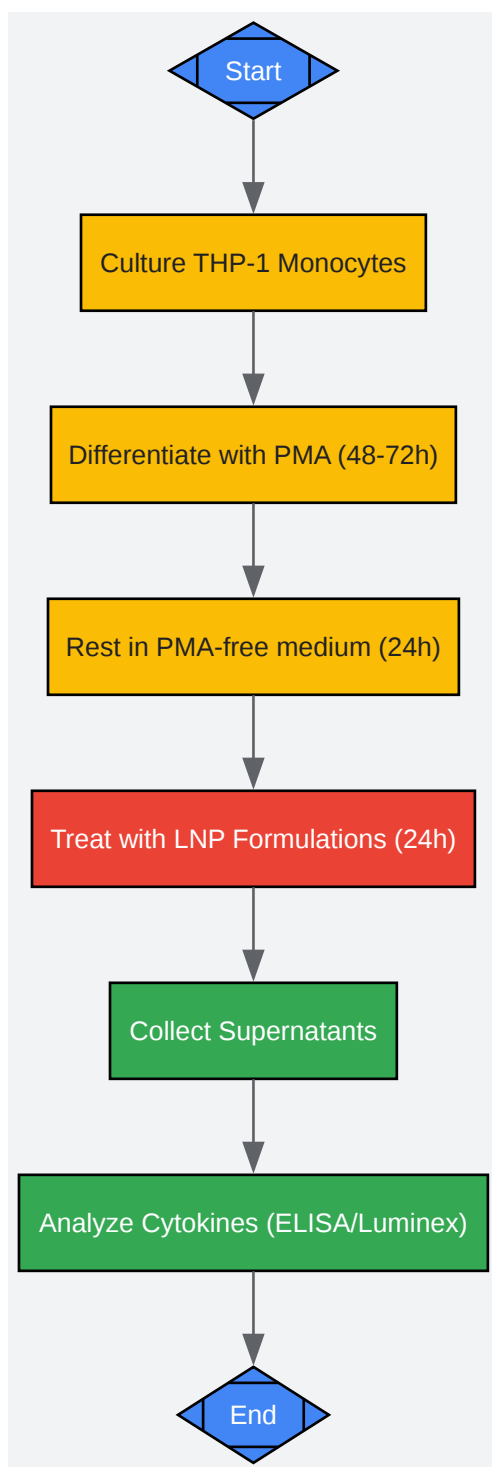 Start
Culture THP-1 Monocytes
Differentiate with PMA (48-72h)
Rest in PMA-free medium (24h)
Treat with LNP Formulations (24h)
Collect Supernatants
Analyze Cytokines (ELISA/Luminex)
End